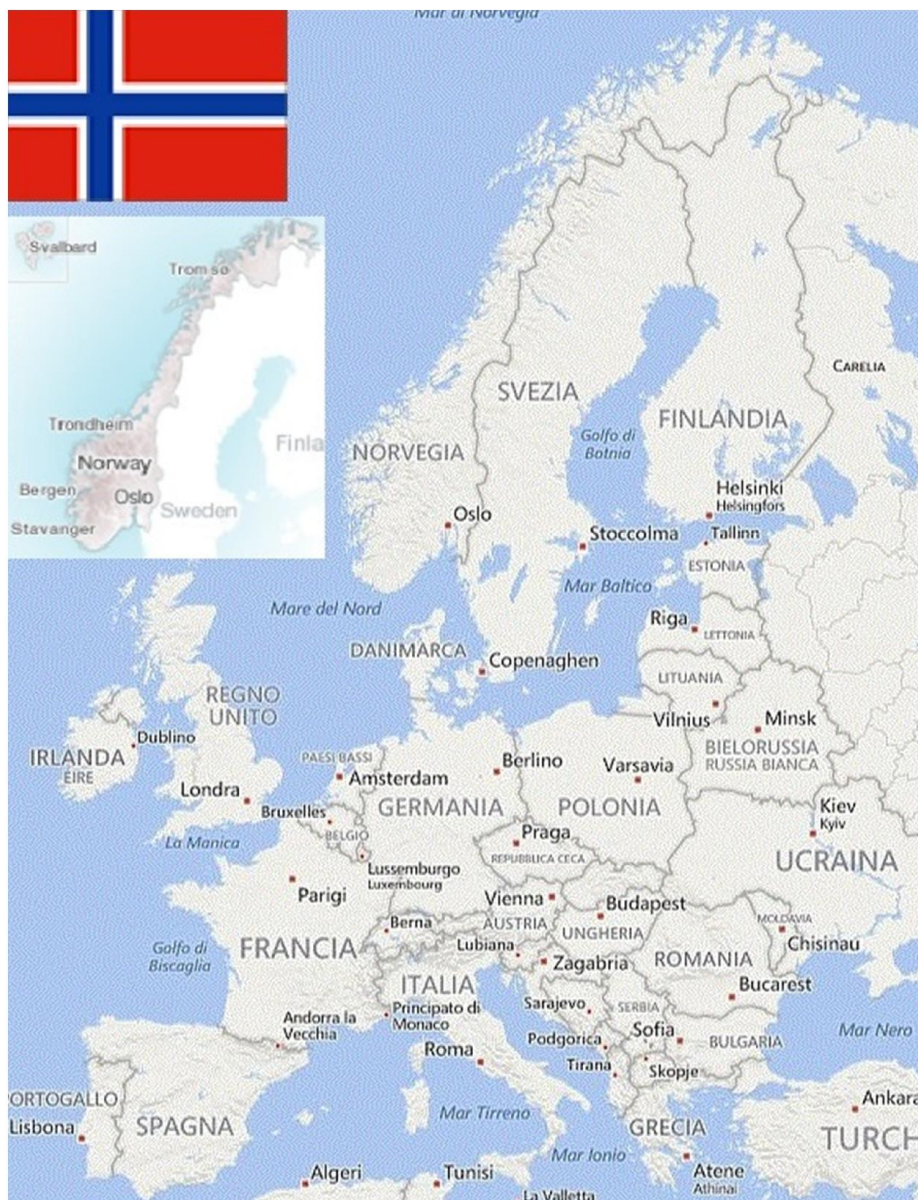 Mar di Norvegia
Svalbard
Tromsø
Trondheim
Norway
Bergen
Oslo
Stavanger
Sweden
Finla
CARELIA
SVEZIA
FINLANDIA
NORVEGIA
Golfo di
Botnia
Helsinki
Helsingfors
Oslo
Stoccolma
Tallinn
ESTONIA
Mar Baltico
Mare del Nord
Riga
LETTONIA
DANIMARCA
Copenaghen
LITUANIA
REGNO
UNITO
Vilnius
Minsk
BIELORUSSIA
RUSSIA BIANCA
Dublino
IRLANDA
ÉIRE
PAESI BASSI
Amsterdam
Berlino
Varsavia
Londra
GERMANIA
POLONIA
Kiev
Kyiv
Bruxelles
BELGIO
La Manica
Praga
REPUBBLICA CECA
UCRAINA
Lussemburgo
Luxembourg
Parigi
Vienna
Budapest
AUSTRIA
UNGHERIA
MOLDAVIA
Chisinau
Berna
Lubiana
Zagabria
Golfo di
Biscaglia
FRANCIA
ROMANIA
ITALIA
Bucarest
Principato di
Monaco
Sarajevo
SERBIA
Andorra la
Vecchia
Podgorica
Sofia
BULGARIA
Mar Nero
Roma
Tirana
Skopje
ORTOGALLO
Lisbona
SPAGNA
Mar Tirreno
GRECIA
Ankara
TURCH
Mar Ionio
Atene
Athinai
Algeri
Tunisi
La Valletta